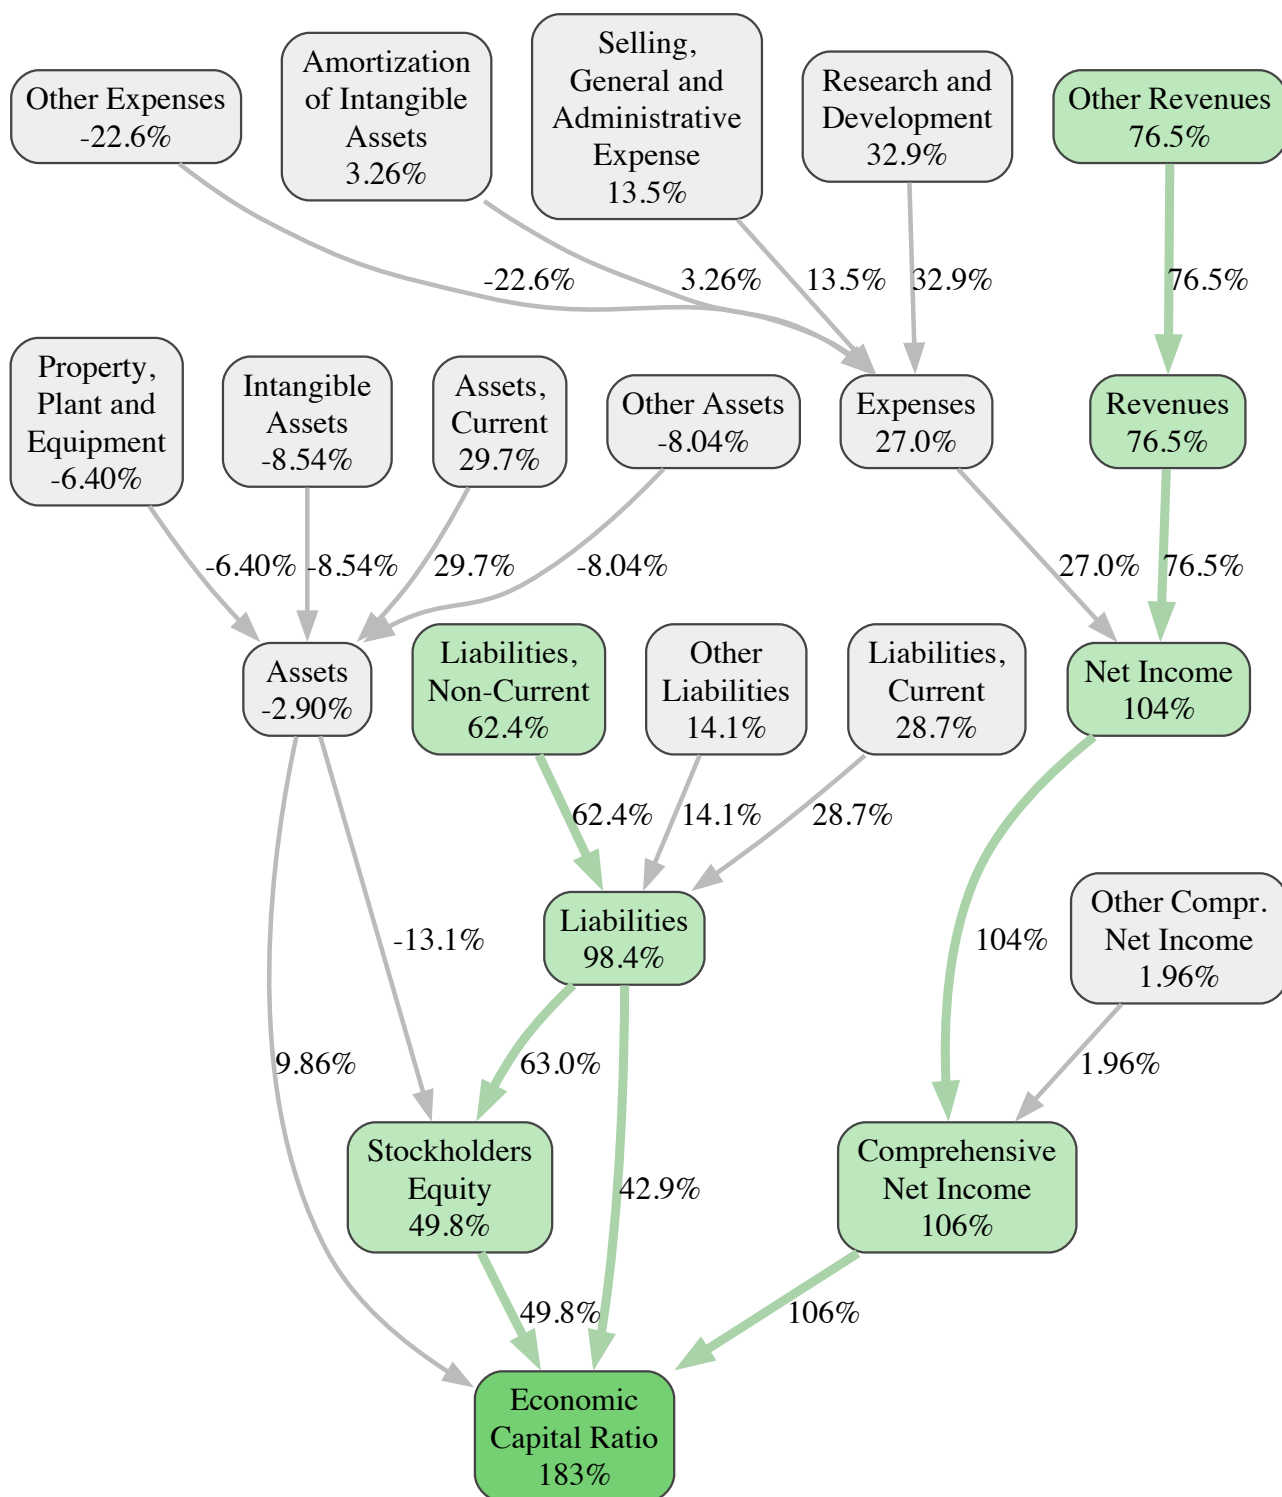 Other Expenses
-22.6%
Amortization
of Intangible
Assets
3.26%
Selling,
General and
Administrative
Expense
13.5%
Research and
Development
32.9%
Other Revenues
76.5%
-22.6%
3.26%
13.5%
32.9%
76.5%
Property,
Plant and
Equipment
-6.40%
Intangible
Assets
-8.54%
Assets,
Current
29.7%
Other Assets
-8.04%
Expenses
27.0%
Revenues
76.5%
-6.40%
-8.54%
29.7%
-8.04%
27.0%
76.5%
Assets
-2.90%
Liabilities,
Non-Current
62.4%
Other
Liabilities
14.1%
Liabilities,
Current
28.7%
Net Income
104%
62.4%
14.1%
28.7%
-13.1%
Liabilities
98.4%
104%
Other Compr.
Net Income
1.96%
9.86%
63.0%
1.96%
Stockholders
Equity
49.8%
42.9%
Comprehensive
Net Income
106%
49.8%
106%
Economic
Capital Ratio
183%